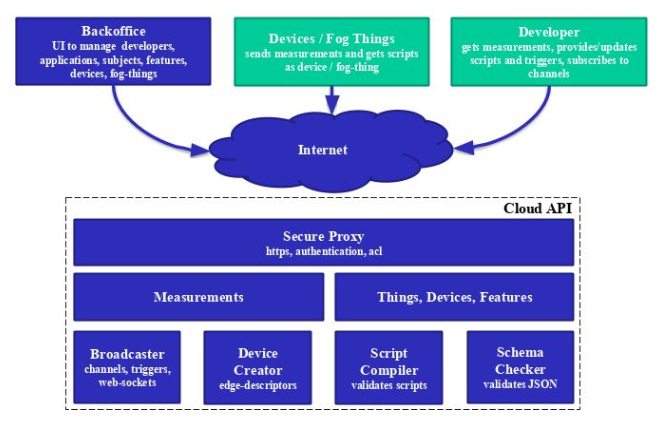 Backoffice
UI to manage developers,
applications, subjects, features,
devices, fog-things
Devices / Fog Things
sends measurements and gets scripts
as device / fog-thing
Developer
gets measurements, provides/updates
scripts and triggers, subscribes to
channels
Internet
Cloud API
Secure Proxy
https, authentication, acl
Measurements
Things, Devices, Features
Broadcaster
channels, triggers,
web-sockets
Device
Creator
edge-descriptors
Script
Compiler
validates scripts
Schema
Checker
validates JSON